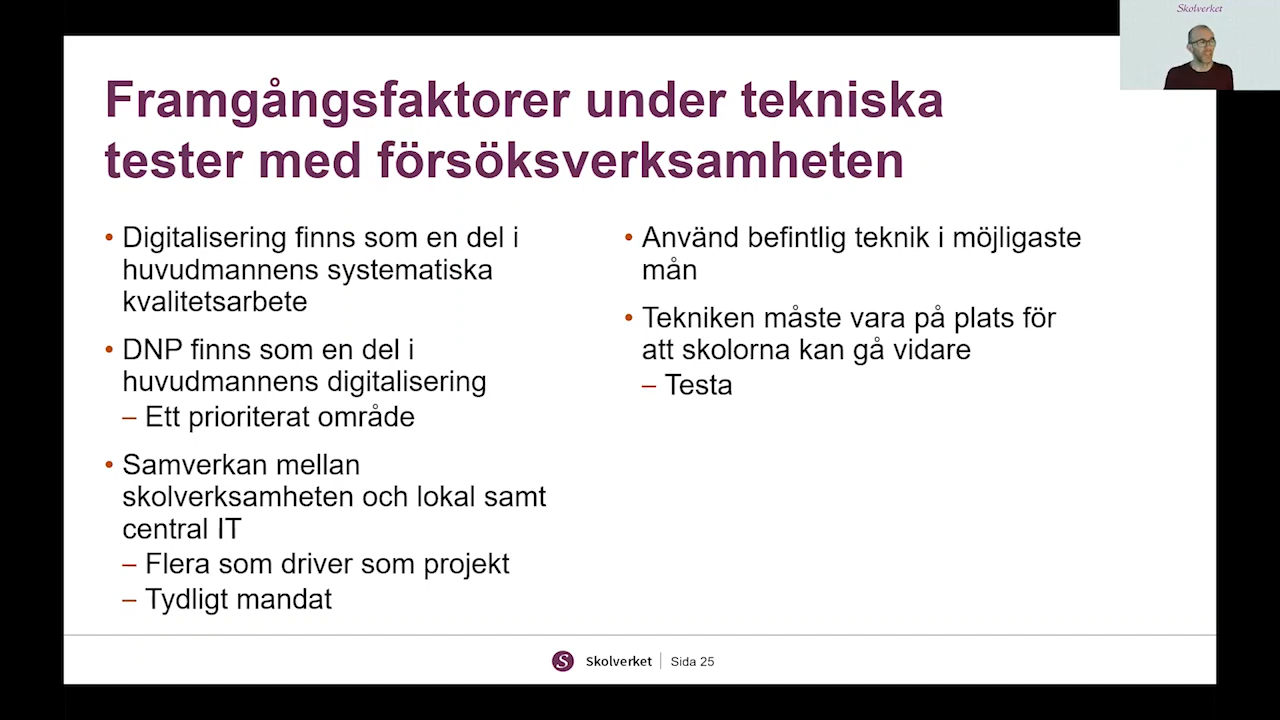 Skolverket
Framgångsfaktorer under tekniska
tester med försöksverksamheten
• Digitalisering finns som en del i
huvudmannens systematiska
kvalitetsarbete
• DNP finns som en del i
huvudmannens digitalisering
– Ett prioriterat område
• Samverkan mellan
skolverksamheten och lokal samt
central IT
– Flera som driver som projekt
– Tydligt mandat
• Använd befintlig teknik i möjligaste
mån
• Tekniken måste vara på plats för
att skolorna kan gå vidare
– Testa
S Skolverket | Sida 25